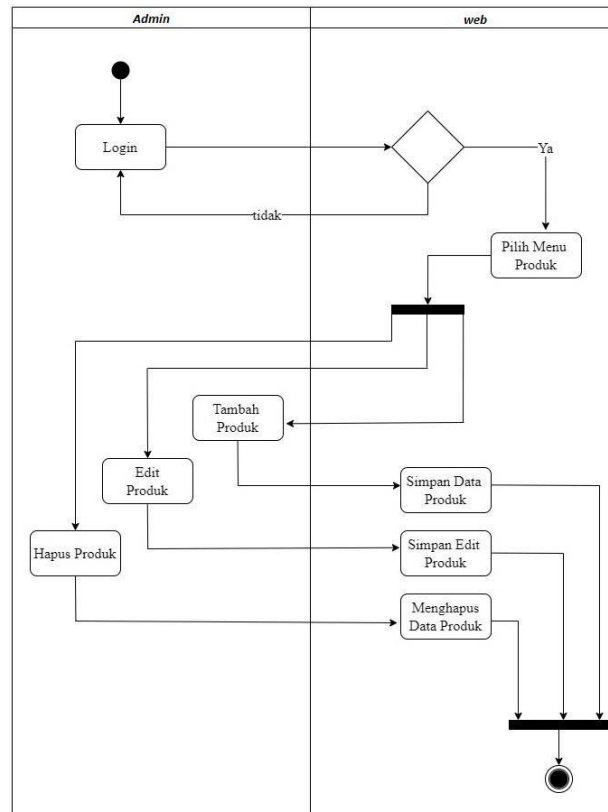 Admin
web
Login
Ya
tidak
Pilih Menu
Produk
Tambah
Produk
Edit
Produk
Simpan Data
Produk
Hapus Produk
Simpan Edit
Produk
Menghapus
Data Produk